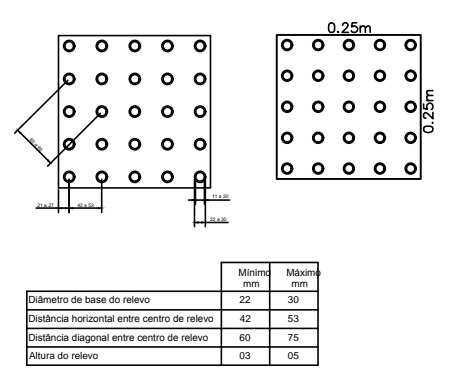 0.25m
0.25m
21 a 27
42 a 53
11 a 20
22 a 30
Mínimo
mm
Máximo
mm
Diâmetro de base do relevo 22 30
Distância horizontal entre centro de relevo 42 53
Distância diagonal entre centro de relevo 60 75
Altura do relevo 03 05